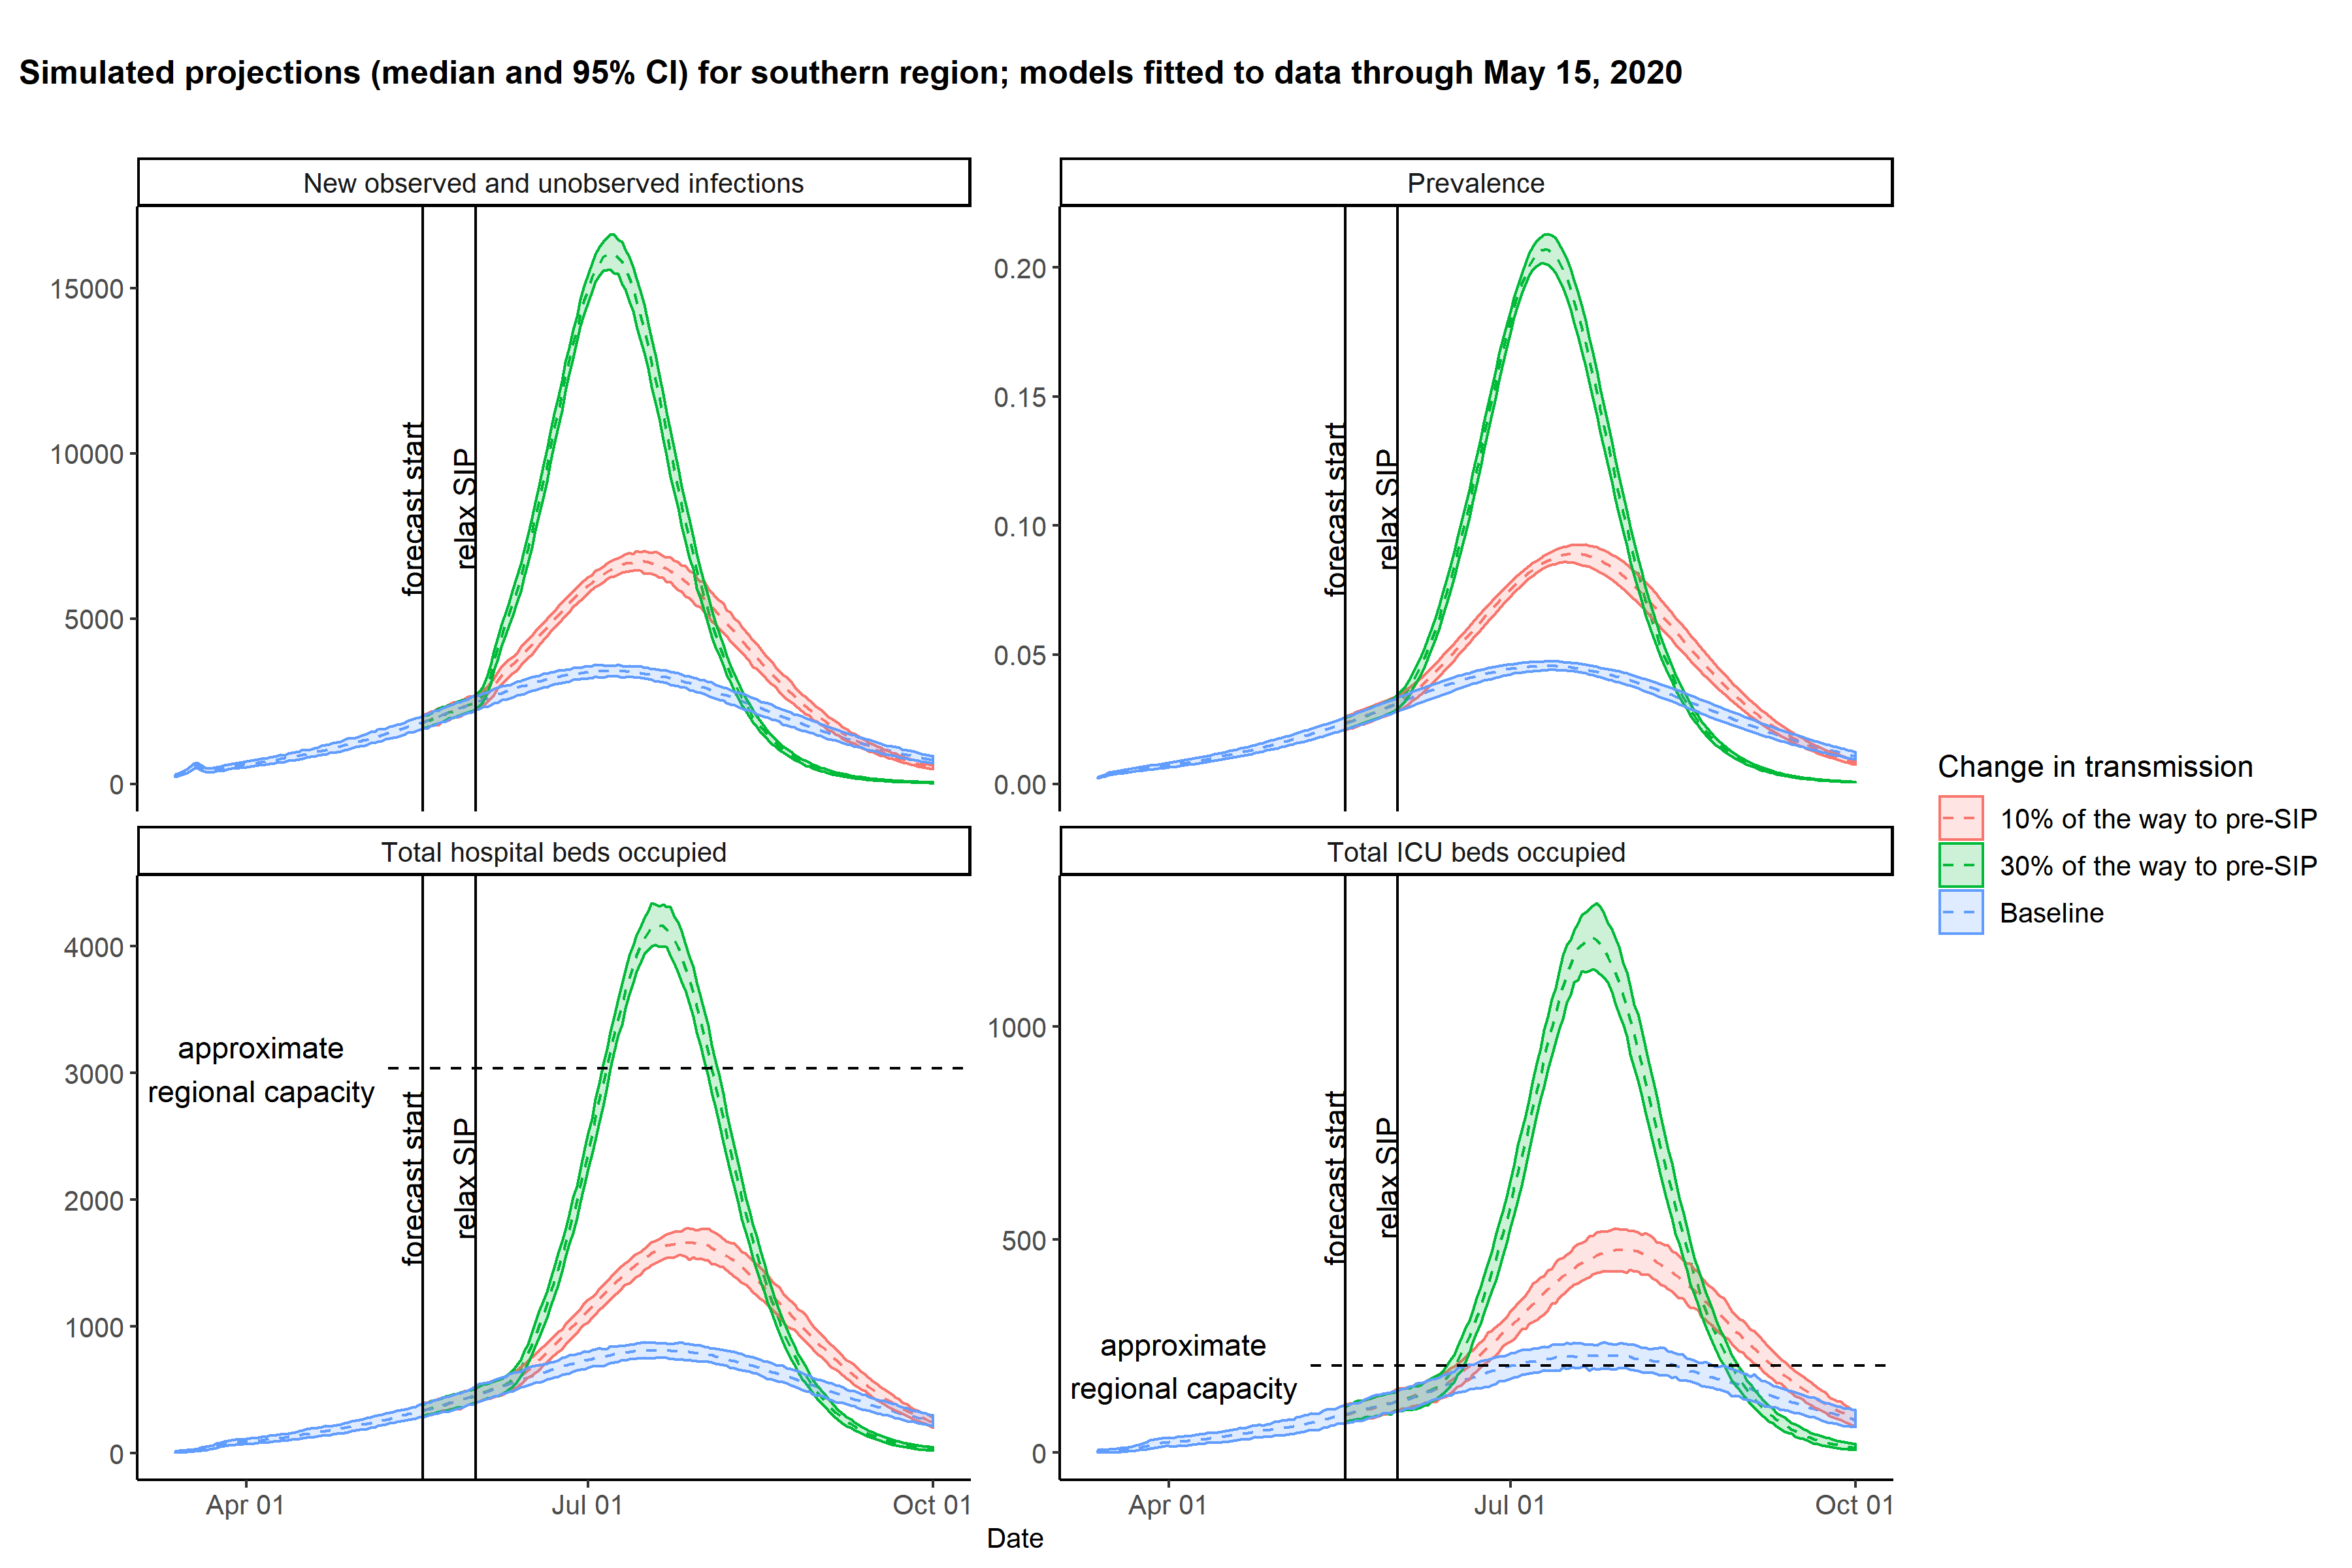 Simulated projections (median and 95% CI) for southern region; models fitted to data through May 15, 2020
New observed and unobserved infections
15000
10000
5000
0
forecast start
relax SIP
Prevalence
0.20
0.15
0.10
0.05
0.00
forecast start
relax SIP
Total hospital beds occupied
4000
3000
2000
1000
0
approximate
regional capacity
forecast start
relax SIP
Apr 01
Jul 01
Oct 01
Total ICU beds occupied
1000
500
0
approximate
regional capacity
forecast start
relax SIP
Apr 01
Jul 01
Oct 01
Date
Change in transmission
10% of the way to pre-SIP
30% of the way to pre-SIP
Baseline